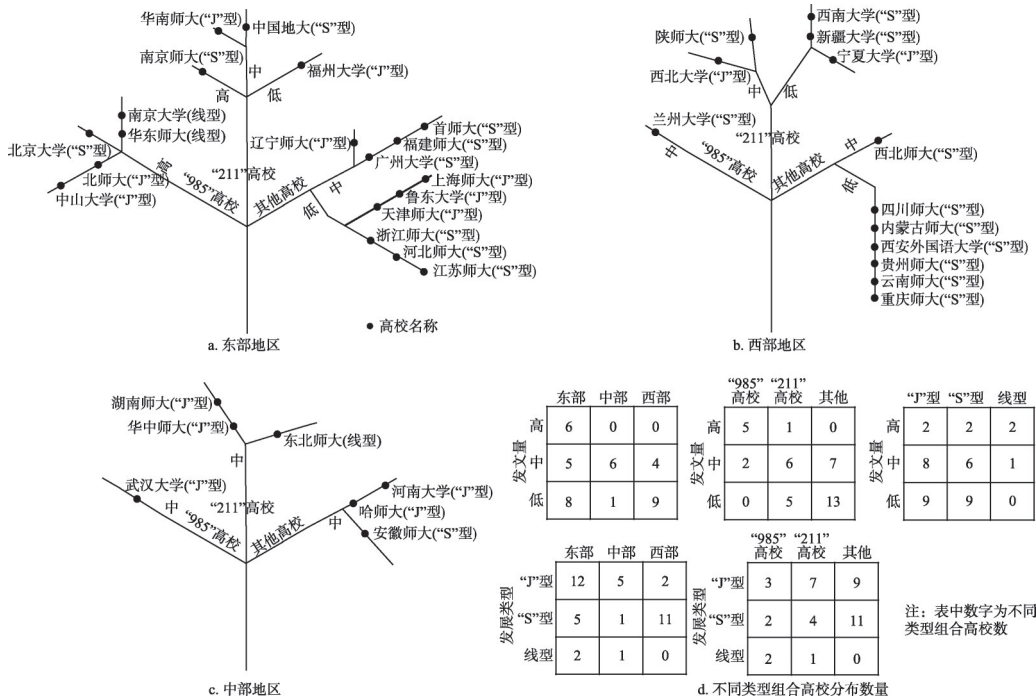 华南师大(“J”型)
中国地大(“S”型)
南京师大(“S”型)
福州大学(“J”型)
中
高
低
南京大学(线型)
华东师大(线型)
北京大学(“S”型)
北师大(“J”型)
中山大学(“J”型)
高
“985”高校
“211”高校
其他高校
辽宁师大(“J”型)
首师大(“S”型)
福建师大(“S”型)
广州大学(“S”型)
中
上海师大(“J”型)
鲁东大学(“J”型)
天津师大(“J”型)
低
浙江师大(“S”型)
河北师大(“S”型)
江苏师大(“S”型)
高校名称
a. 东部地区
西南大学(“S”型)
陕师大(“S”型)
新疆大学(“S”型)
宁夏大学(“J”型)
西北大学(“J”型)
中
低
兰州大学(“S”型)
“211”高校
中
“985”高校
其他高校
中
西北师大(“S”型)
低
四川师大(“S”型)
内蒙古师大(“S”型)
西安外国语大学(“S”型)
贵州师大(“S”型)
云南师大(“S”型)
重庆师大(“S”型)
b. 西部地区
湖南师大(“J”型)
华中师大(“J”型)
东北师大(线型)
中
武汉大学(“J”型)
中
“985”高校
“211”高校
其他高校
中
河南大学(“J”型)
哈师大(“J”型)
安徽师大(“S”型)
c. 中部地区
东部 中部 西部
发文量
高 6 0 0
中 5 6 4
低 8 1 9
“985”高校 “211”高校 其他
发文量
高 5 1 0
中 2 6 7
低 0 5 13
“J”型 “S”型 线型
发文量
高 2 2 2
中 8 6 1
低 9 9 0
东部 中部 西部
发展类型
“J”型 12 5 2
“S”型 5 1 11
线型 2 1 0
“985”高校 “211”高校 其他
发展类型
“J”型 3 7 9
“S”型 2 4 11
线型 2 1 0
注：表中数字为不同
类型组合高校数
d. 不同类型组合高校分布数量